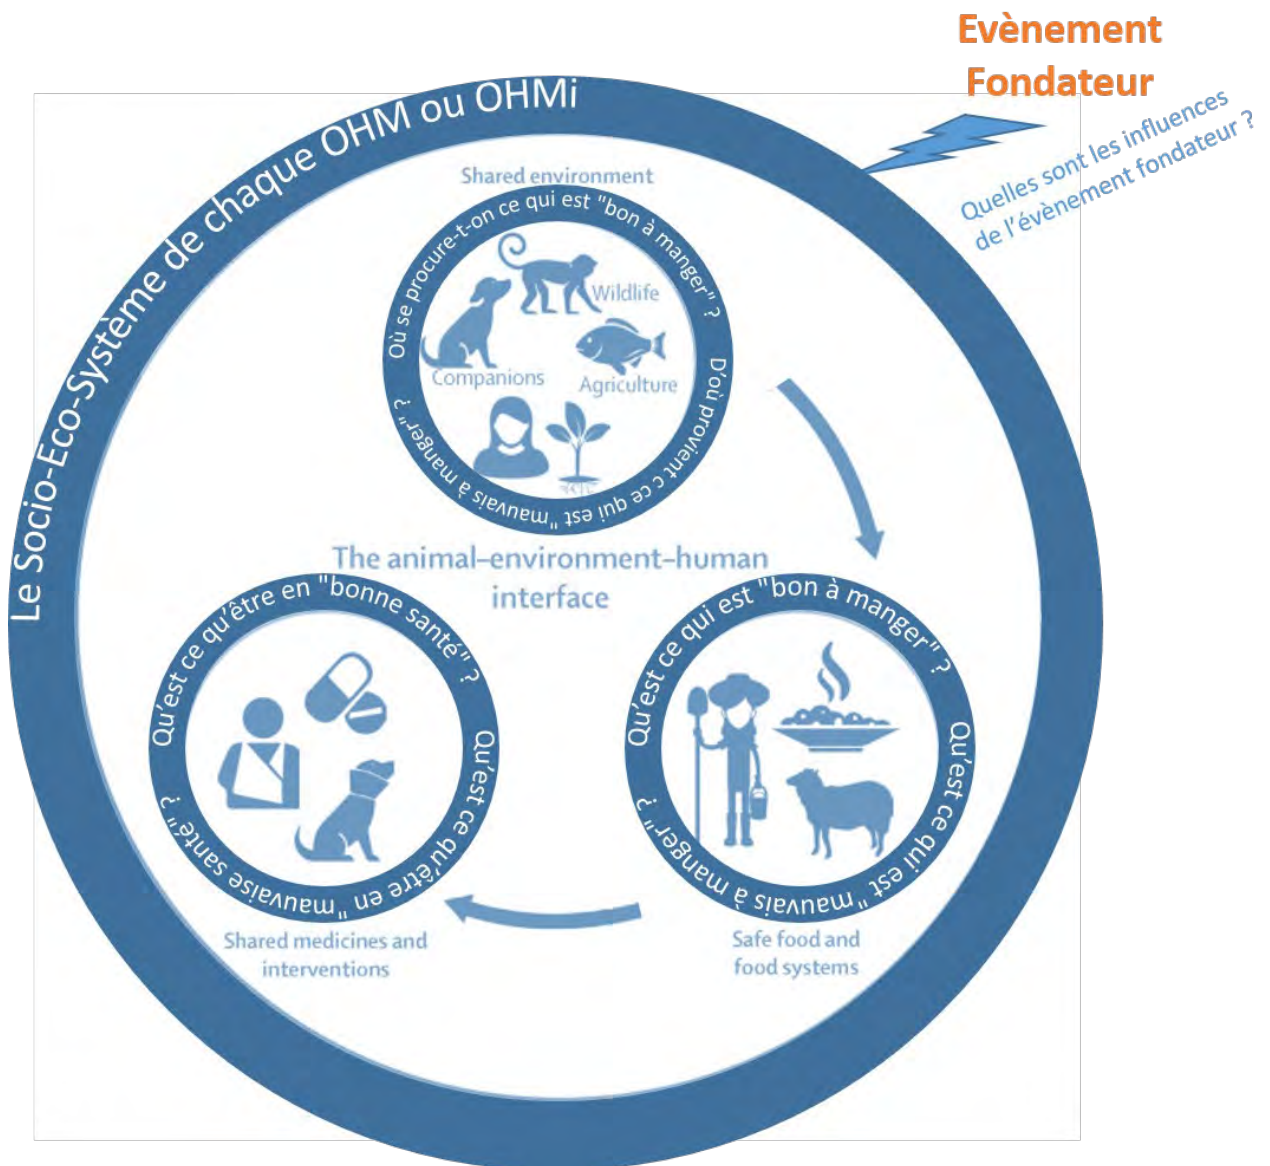 Evènement
Fondateur
Quelles sont les influences
de l'évènement fondateur ?
Le Socio-Eco-Système de chaque OHM ou OHMi
Shared environment
Où se procure-t-on ce qui est "bon à manger" ?
D'où provient c ce qui est "mauvais à manger" ?
Wildlife
Companions
Agriculture
The animal–environment–human
interface
Qu'est ce qu'être en "bonne santé" ?
Qu'est ce qu'être en "mauvaise santé" ?
Shared medicines and
interventions
Qu'est ce qui est "bon à manger" ?
Qu'est ce qui est "mauvais à manger" ?
Safe food and
food systems